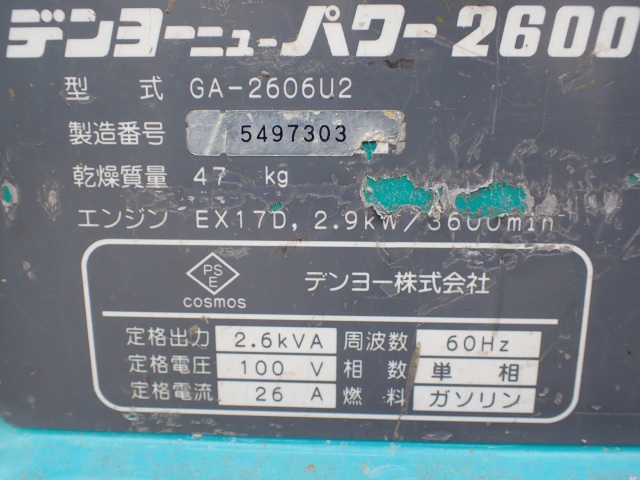 デンヨーニューパワー2600
型 式 GA-2606U2
製造番号 5497303
乾燥質量 47 kg
エンジン EX17D, 2.9kW/3600min
PS
E
cosmos
デンヨー株式会社
定格出力 2.6kVA 周波数 60Hz
定格電圧 100 V 相 数 単 相
定格電流 26 A 燃 料 ガソリン